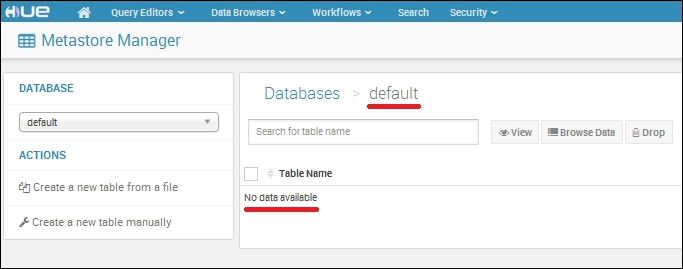 HUE Query Editors Data Browsers Workflows Search Security
Metastore Manager
DATABASE
default
ACTIONS
Create a new table from a file
Create a new table manually
Databases > default
Search for table name View Browse Data Drop
Table Name
No data available